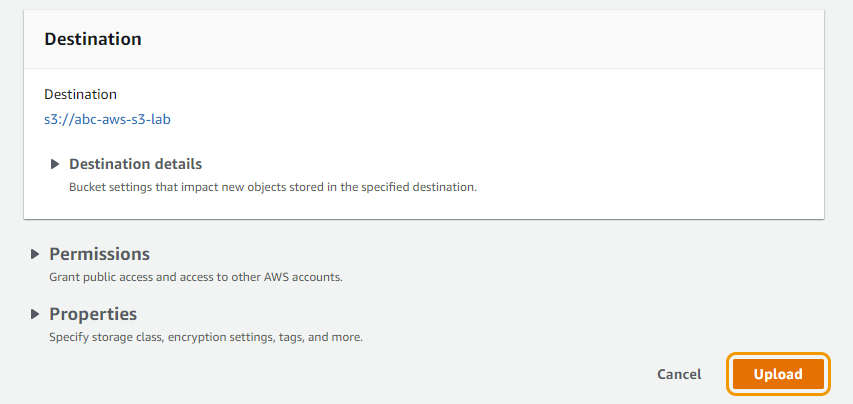 Destination
Destination
s3://abc-aws-s3-lab
Destination details
Bucket settings that impact new objects stored in the specified destination.
Permissions
Grant public access and access to other AWS accounts.
Properties
Specify storage class, encryption settings, tags, and more.
Cancel Upload